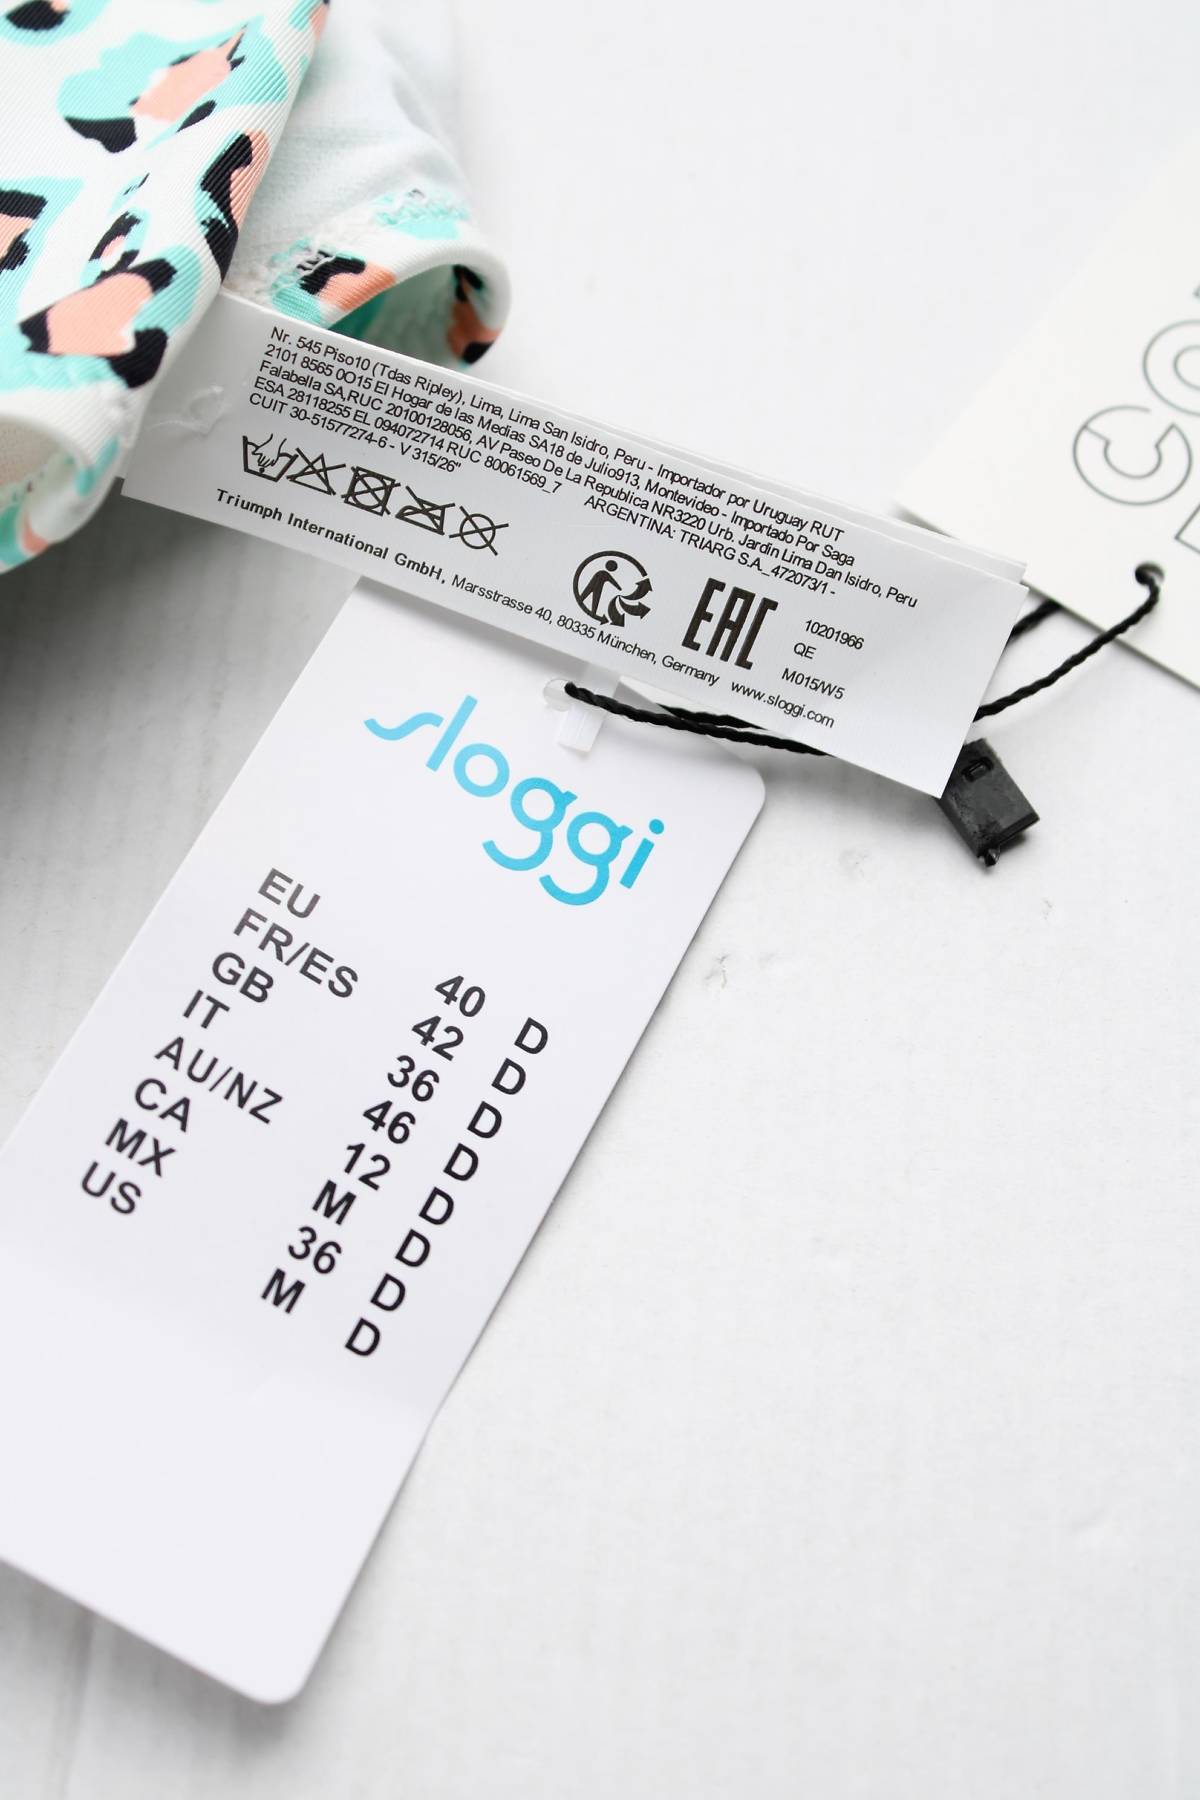 Nr. 545 Piso10 (Tdas Ripley), Lima, Lima San Isidro, Peru - Importador por Uruguay RUT
2101 8565 0O15 El Hogar de las Medias SA18 de Julio913, Montevideo - Importado Por Saga
Falabella SA,RUC 20100128056, AV Paseo De La Republica NR3220 Urb. Jardin Lima Dan Isidro, Peru
ESA 28118255 EL 094072714 RUC 80061569_7 ARGENTINA: TRIARG S.A._472073/1 -
CUIT 30-51577274-6 - V 315/26"
EAC
10201966
QE
M015/W5
Triumph International GmbH, Marsstrasse 40, 80335 München, Germany www.sloggi.com
sloggi
EU 40 D
FR/ES 42 D
GB 36 D
IT 46 D
AU/NZ 12 D
CA M D
MX 36 D
US M D